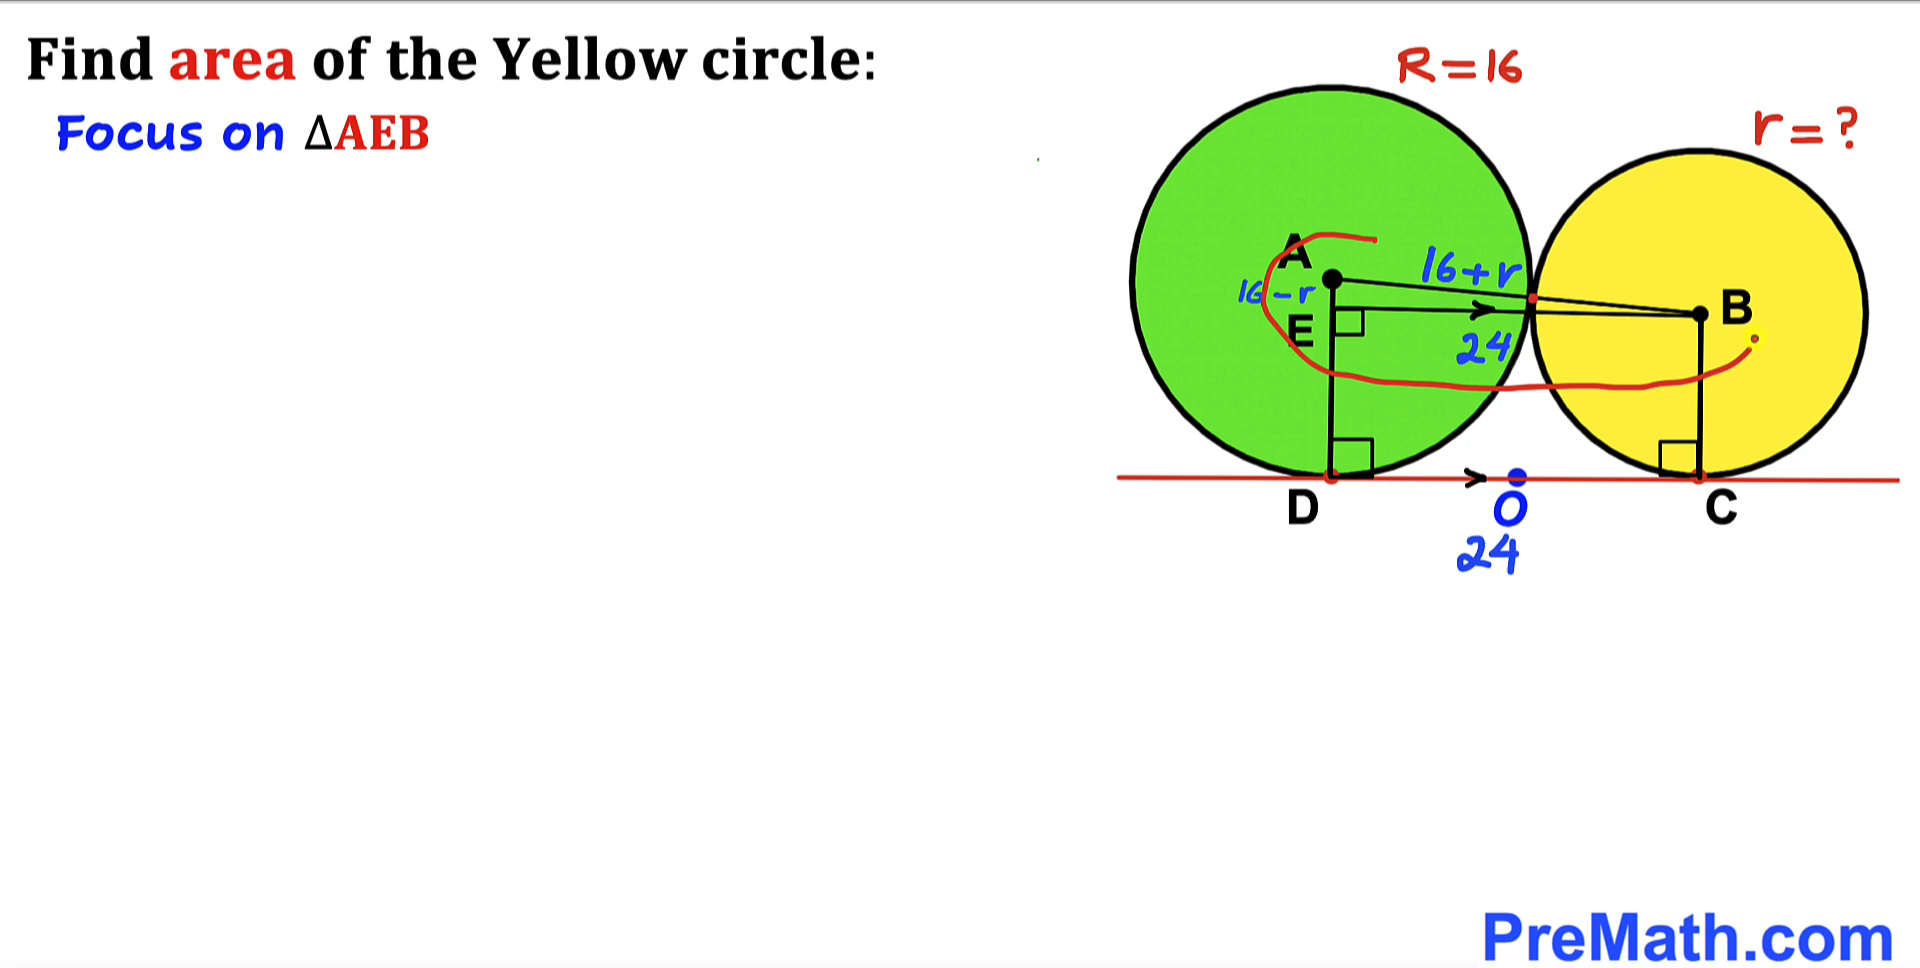 Find area of the Yellow circle:
Focus on ΔAEB
R=16
r=?
A
16+r
16-r
B
E
24
D
O
C
24
PreMath.com